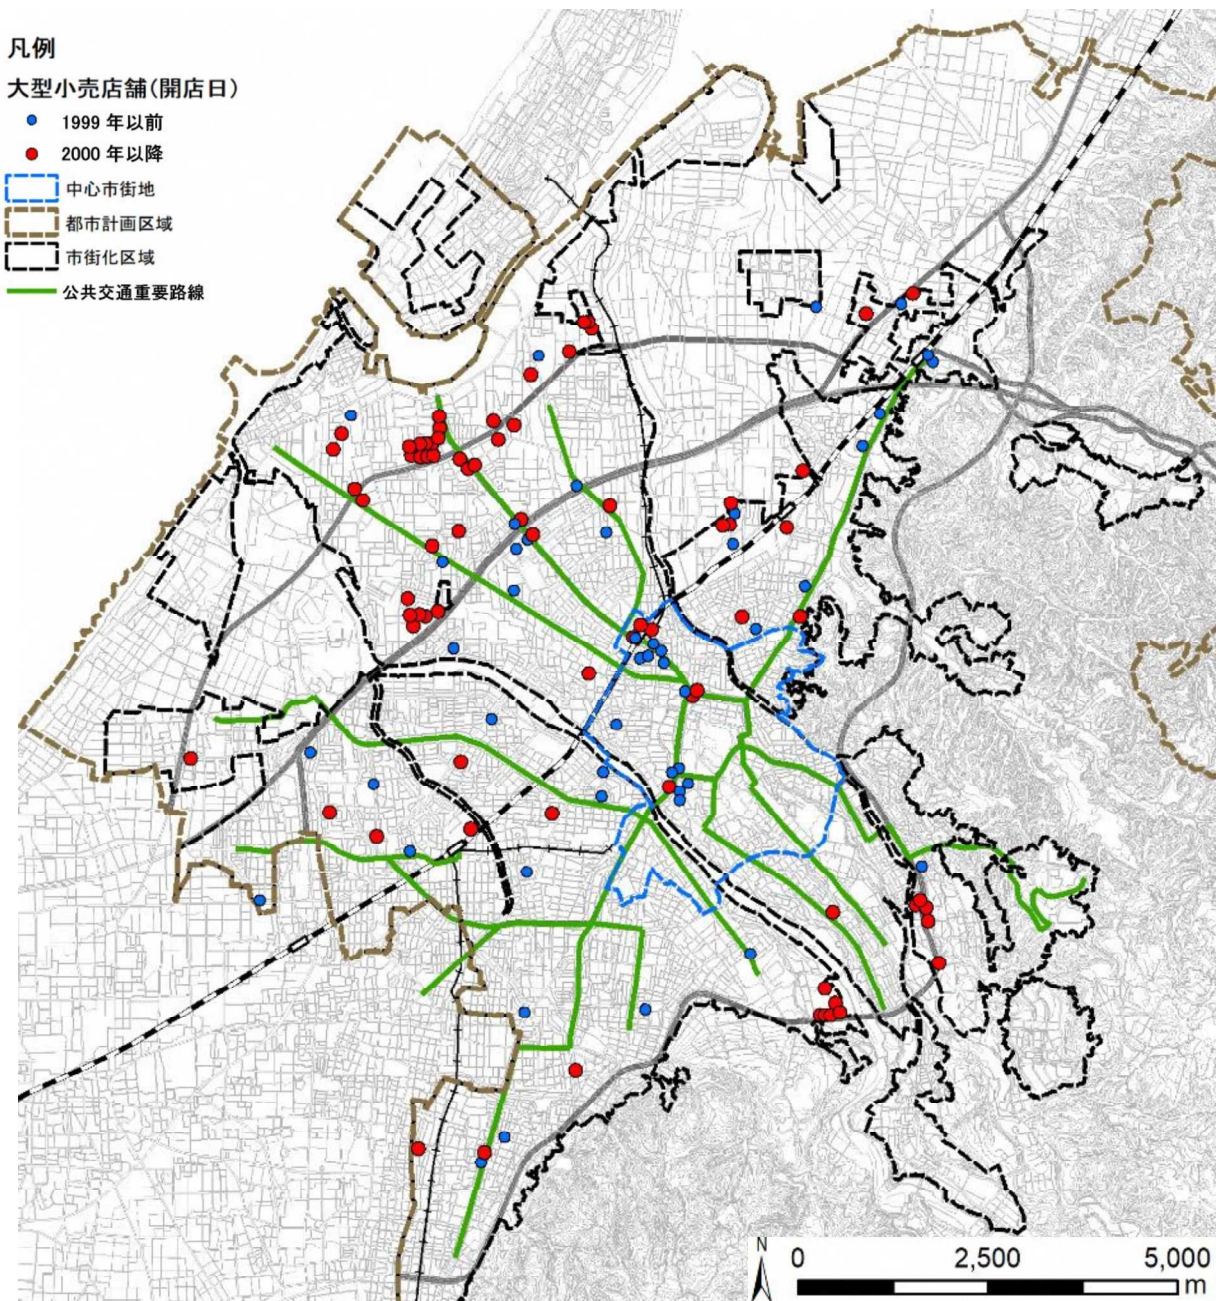 凡例
大型小売店舗(開店日)
1999 年以前
2000 年以降
中心市街地
都市計画区域
市街化区域
公共交通重要路線
N
0 2,500 5,000
m